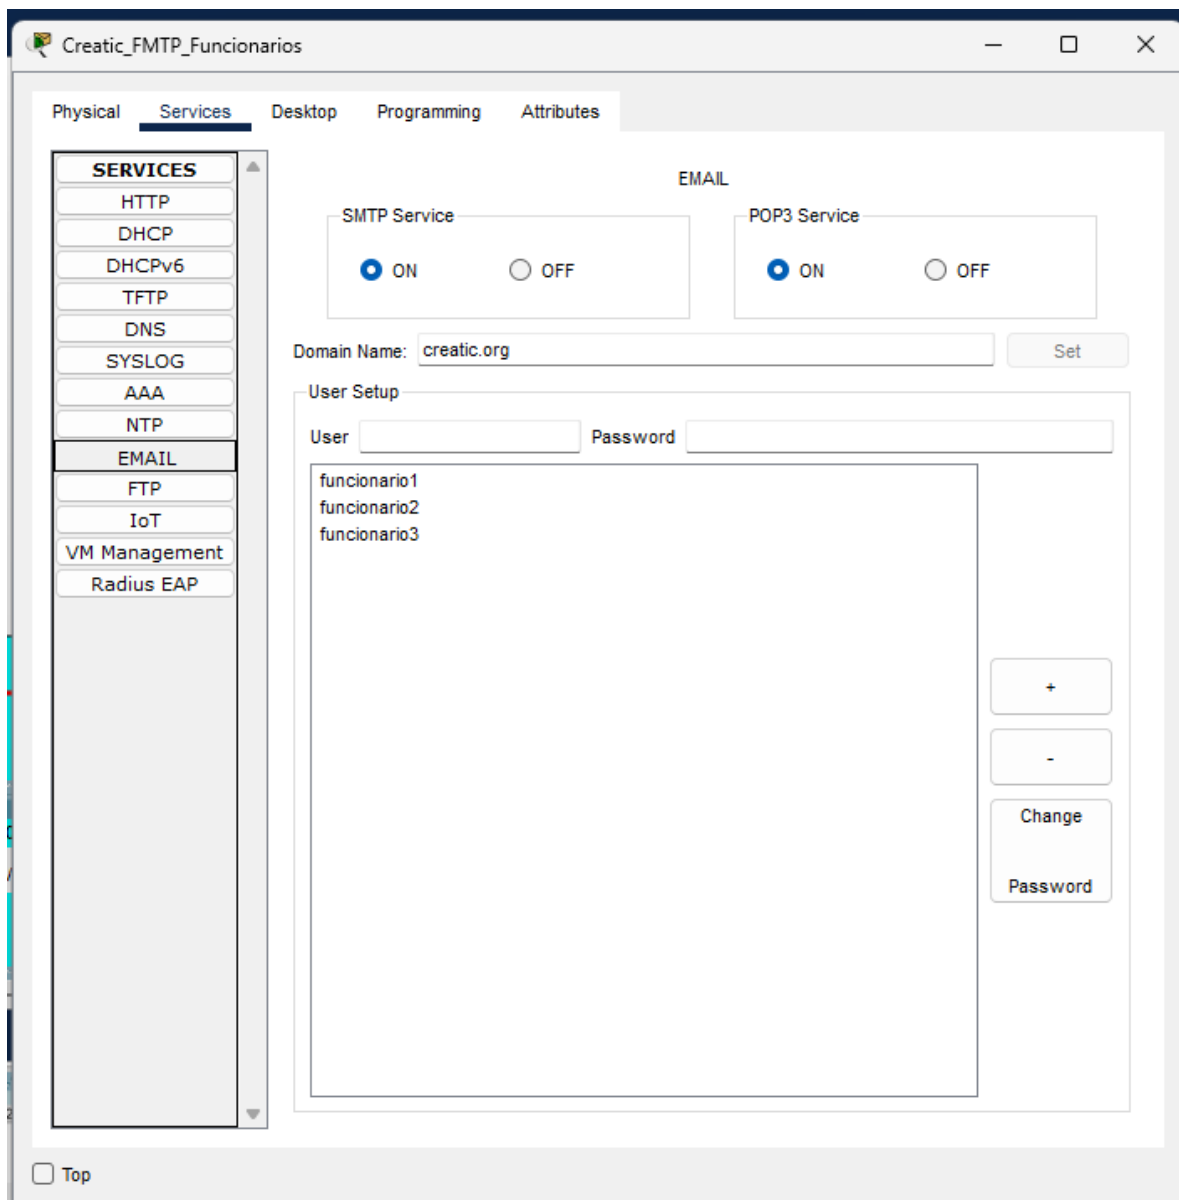 Creatic_FMTP_Funcionarios
Physical Services Desktop Programming Attributes
SERVICES
HTTP
DHCP
DHCPv6
TFTP
DNS
SYSLOG
AAA
NTP
EMAIL
FTP
IoT
VM Management
Radius EAP
EMAIL
SMTP Service
ON OFF
POP3 Service
ON OFF
Domain Name: creatic.org Set
User Setup
User Password
funcionario1
funcionario2
funcionario3
+
-
Change
Password
Top